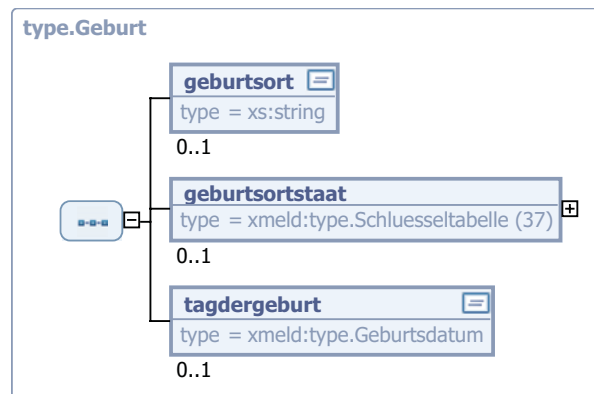 type.Geburt
geburtsort
type = xs:string
0..1
geburtsortstaat
type = xmeld:type.Schluesseltabelle (37)
0..1
tagdergeburt
type = xmeld:type.Geburtsdatum
0..1